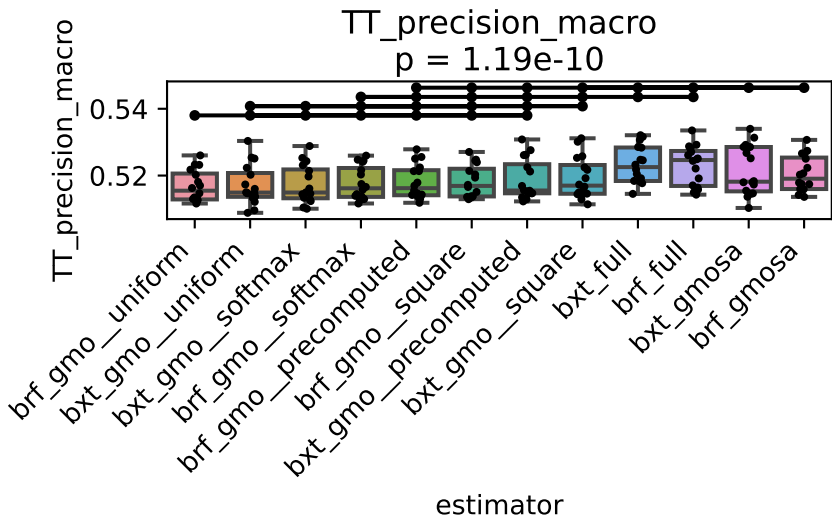 TT_precision_macro
p = 1.19e-10
TT_precision_macro
0.54
0.52
brf_gmo__uniform
bxt_gmo__uniform
bxt_gmo__softmax
brf_gmo__softmax
brf_gmo__precomputed
brf_gmo__square
bxt_gmo__precomputed
bxt_gmo__square
bxt_full
brf_full
bxt_gmosa
brf_gmosa
estimator